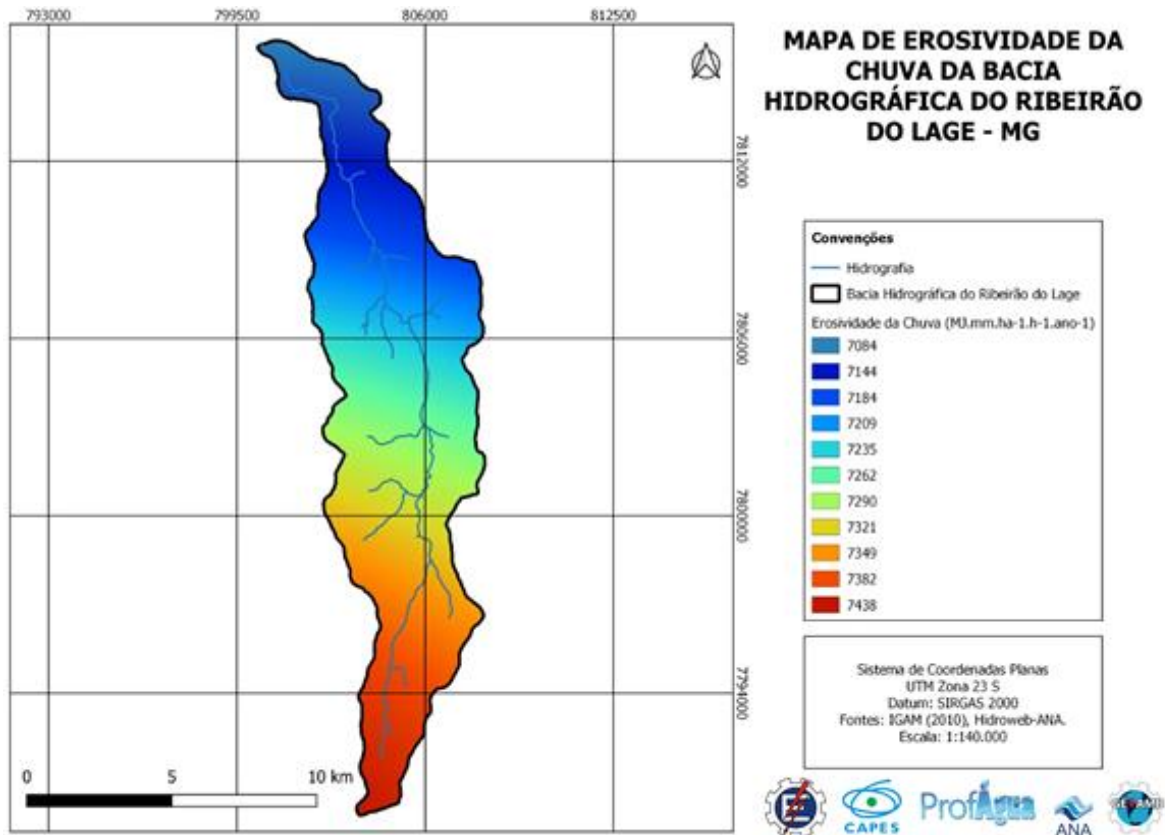 793000
799500
806000
812500
MAPA DE EROSIVIDADE DA
CHUVA DA BACIA
HIDROGRÁFICA DO RIBEIRÃO
DO LAGE - MG
7812000
7806000
7800000
7794000
Convenções
Hidrografia
Bacia Hidrográfica do Ribeirão do Lage
Erosividade da Chuva (MJ.mm.ha-1.h-1.ano-1)
7084
7144
7184
7209
7235
7262
7290
7321
7349
7382
7438
Sistema de Coordenadas Planas
UTM Zona 23 S
Datum: SIRGAS 2000
Fontes: IGAM (2010), Hidroweb-ANA.
Escala: 1:140.000
0 5 10 km
CAPES
ProfÁgua
ANA